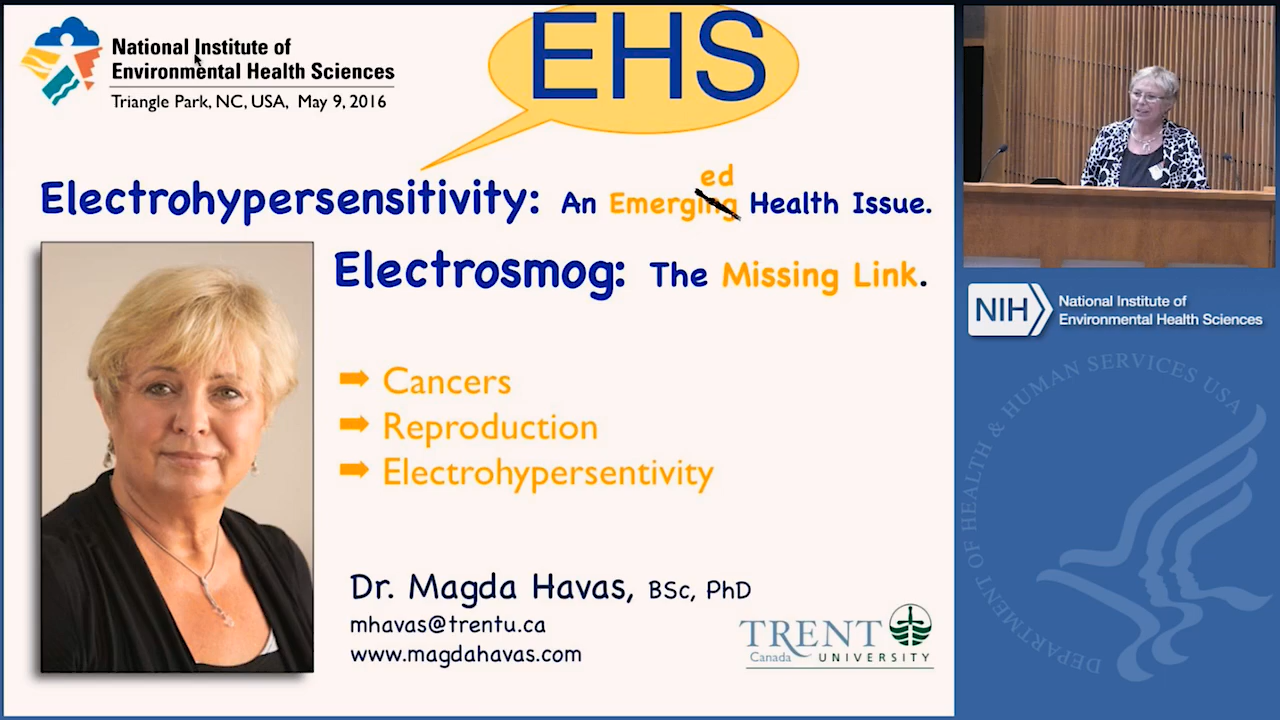 National Institute of
Environmental Health Sciences
Triangle Park, NC, USA, May 9, 2016
EHS
Electrohypersensitivity: An Emerging ed Health Issue.
Electrosmog: The Missing Link.
Cancers
Reproduction
Electrohypersentivity
Dr. Magda Havas, BSc, PhD
mhavas@trentu.ca
www.magdahavas.com
TRENT
Canada UNIVERSITY
NIH National Institute of
Environmental Health Sciences
DEPARTMENT OF HEALTH & HUMAN SERVICES USA